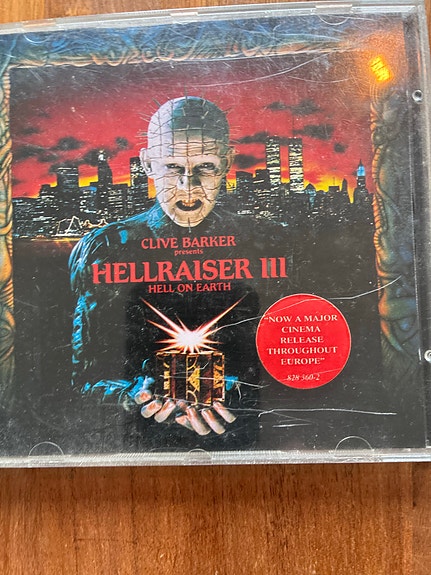 CLIVE BARKER
presents
HELLRAISER III
HELL ON EARTH
"NOW A MAJOR
CINEMA
RELEASE
THROUGHOUT
EUROPE"
828 360-2